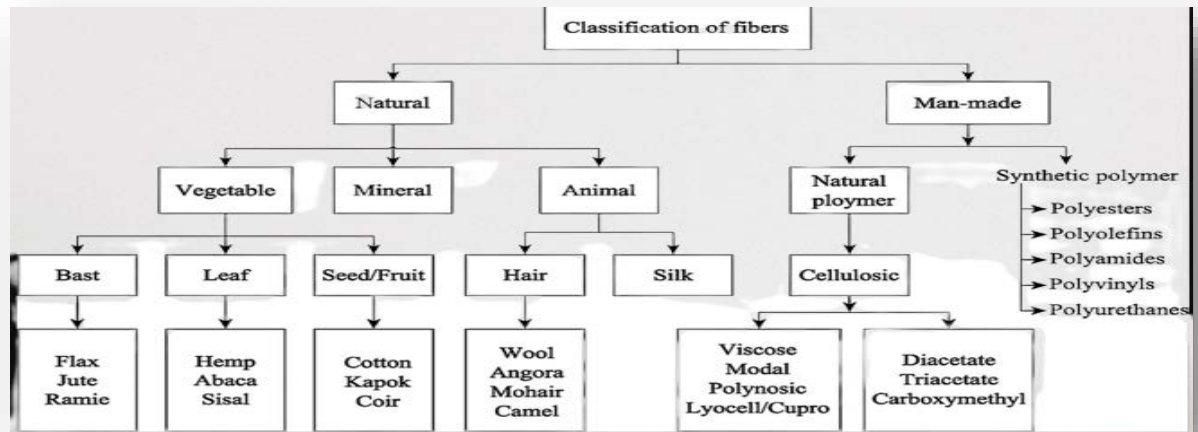 Classification of fibers
Natural
Man-made
Vegetable
Mineral
Animal
Natural
ploymer
Synthetic polymer
Polyesters
Polyolefins
Polyamides
Polyvinyls
Polyurethanes
Bast
Leaf
Seed/Fruit
Hair
Silk
Cellulosic
Flax
Jute
Ramie
Hemp
Abaca
Sisal
Cotton
Kapok
Coir
Wool
Angora
Mohair
Camel
Viscose
Modal
Polynosic
Lyocell/Cupro
Diacetate
Triacetate
Carboxymethyl